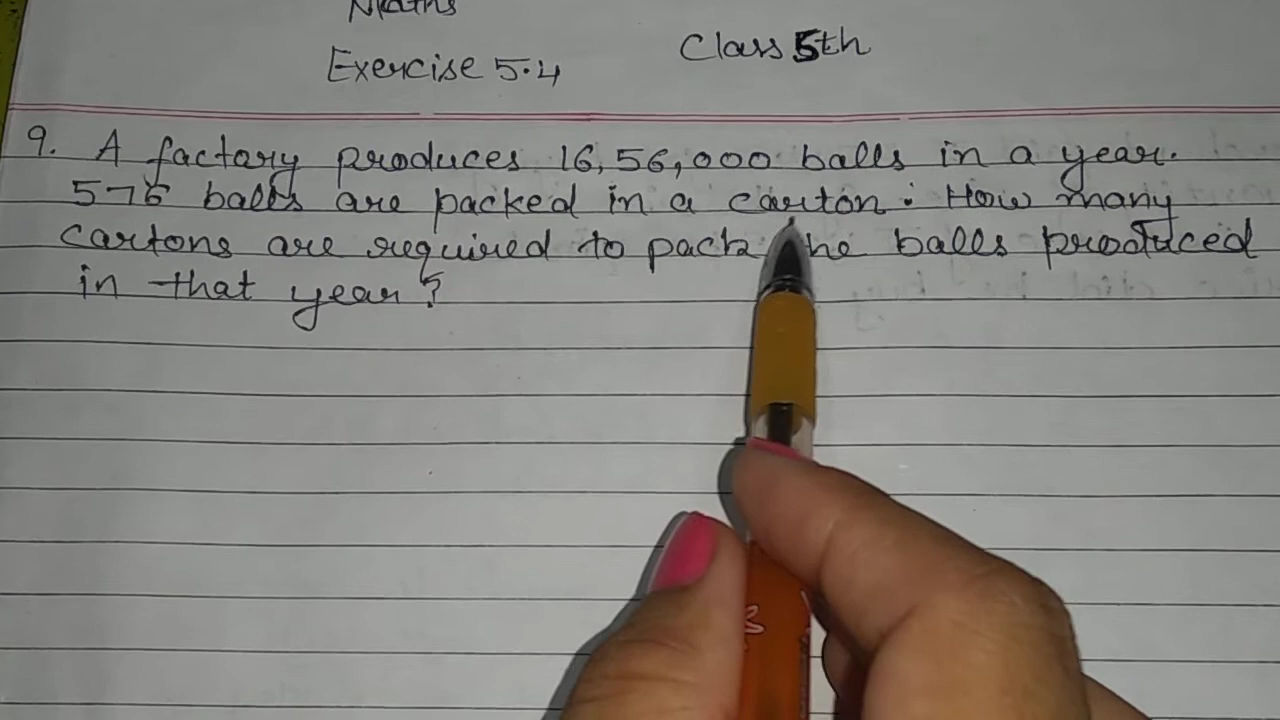 Maths
Exercise 5.4 Class 5th
9. A factory produces 16,56,000 balls in a year.
576 balls are packed in a carton. How many
cartons are required to pack the balls produced
in that year?